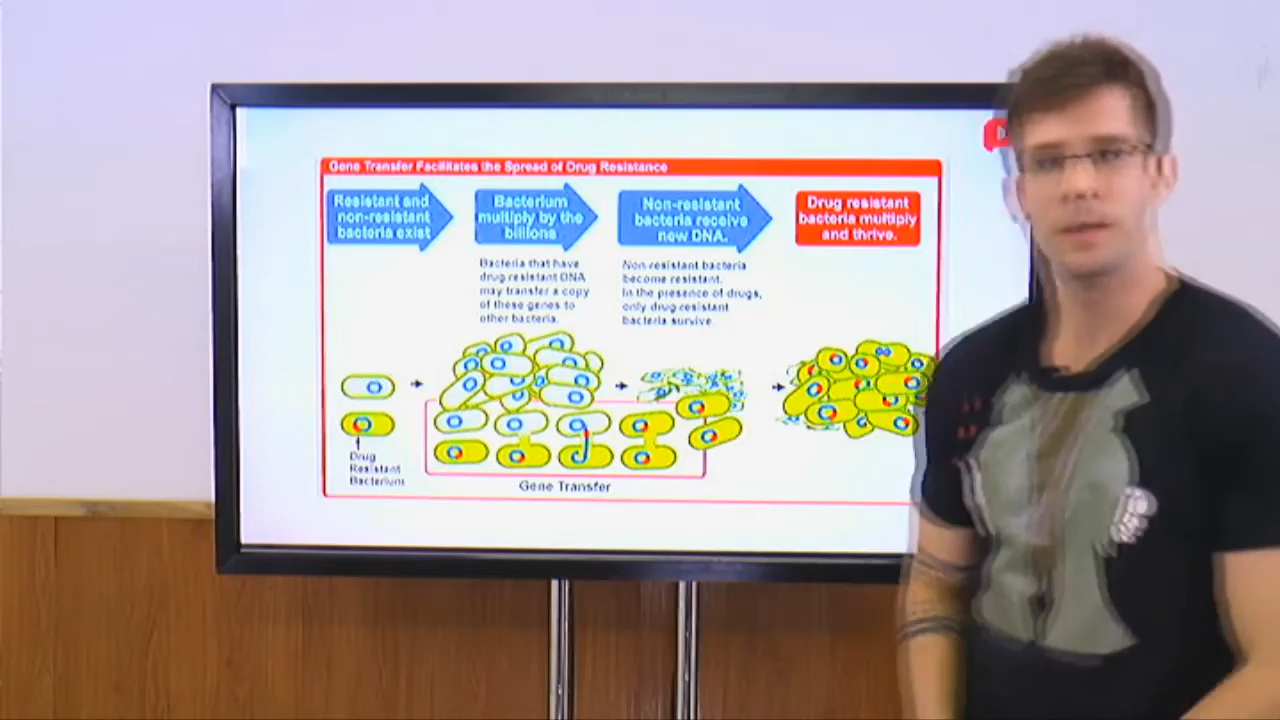 Gene Transfer Facilitates the Spread of Drug Resistance
Resistant and
non-resistant
bacteria exist
Bacterium
multiply by the
billions
Non-resistant
bacteria receive
new DNA.
Drug resistant
bacteria multiply
and thrive.
Bacteria that have
drug resistant DNA
may transfer a copy
of these genes to
other bacteria.
Non-resistant bacteria
become resistant.
In the presence of drugs,
only drug-resistant
bacteria survive.
Drug
Resistant
Bacterium
Gene Transfer